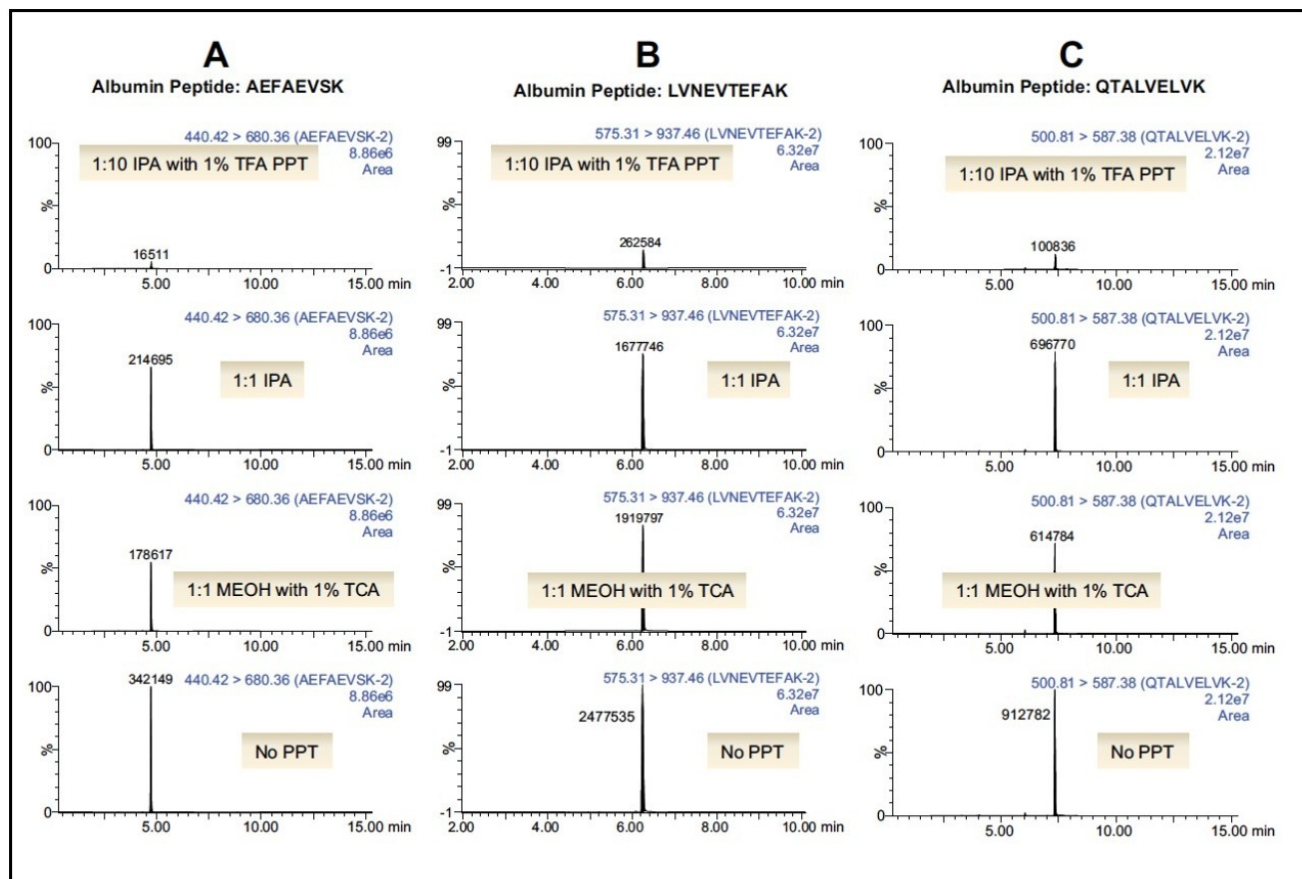 A
Albumin Peptide: AEFAEVSK
440.42 > 680.36 (AEFAEVSK-2)
8.86e6
Area
1:10 IPA with 1% TFA PPT
100
%
0
16511
5.00 10.00 15.00 min
440.42 > 680.36 (AEFAEVSK-2)
8.86e6
Area
100
%
0
214695
1:1 IPA
5.00 10.00 15.00 min
440.42 > 680.36 (AEFAEVSK-2)
8.86e6
Area
100
%
0
178617
1:1 MEOH with 1% TCA
5.00 10.00 15.00 min
342149
440.42 > 680.36 (AEFAEVSK-2)
8.86e6
Area
100
%
0
No PPT
5.00 10.00 15.00 min
B
Albumin Peptide: LVNEVTEFAK
575.31 > 937.46 (LVNEVTEFAK-2)
6.32e7
Area
1:10 IPA with 1% TFA PPT
99
%
-1
262584
2.00 4.00 6.00 8.00 10.00 min
575.31 > 937.46 (LVNEVTEFAK-2)
6.32e7
Area
99
%
-1
1677746
1:1 IPA
2.00 4.00 6.00 8.00 10.00 min
575.31 > 937.46 (LVNEVTEFAK-2)
6.32e7
Area
99
%
-1
1919797
1:1 MEOH with 1% TCA
2.00 4.00 6.00 8.00 10.00 min
575.31 > 937.46 (LVNEVTEFAK-2)
6.32e7
Area
99
%
-1
2477535
No PPT
2.00 4.00 6.00 8.00 10.00 min
C
Albumin Peptide: QTALVELVK
500.81 > 587.38 (QTALVELVK-2)
2.12e7
Area
1:10 IPA with 1% TFA PPT
100
%
0
100836
5.00 10.00 15.00 min
500.81 > 587.38 (QTALVELVK-2)
2.12e7
Area
100
%
0
696770
1:1 IPA
5.00 10.00 15.00 min
500.81 > 587.38 (QTALVELVK-2)
2.12e7
Area
100
%
0
614784
1:1 MEOH with 1% TCA
5.00 10.00 15.00 min
500.81 > 587.38 (QTALVELVK-2)
2.12e7
Area
100
%
0
912782
No PPT
5.00 10.00 15.00 min